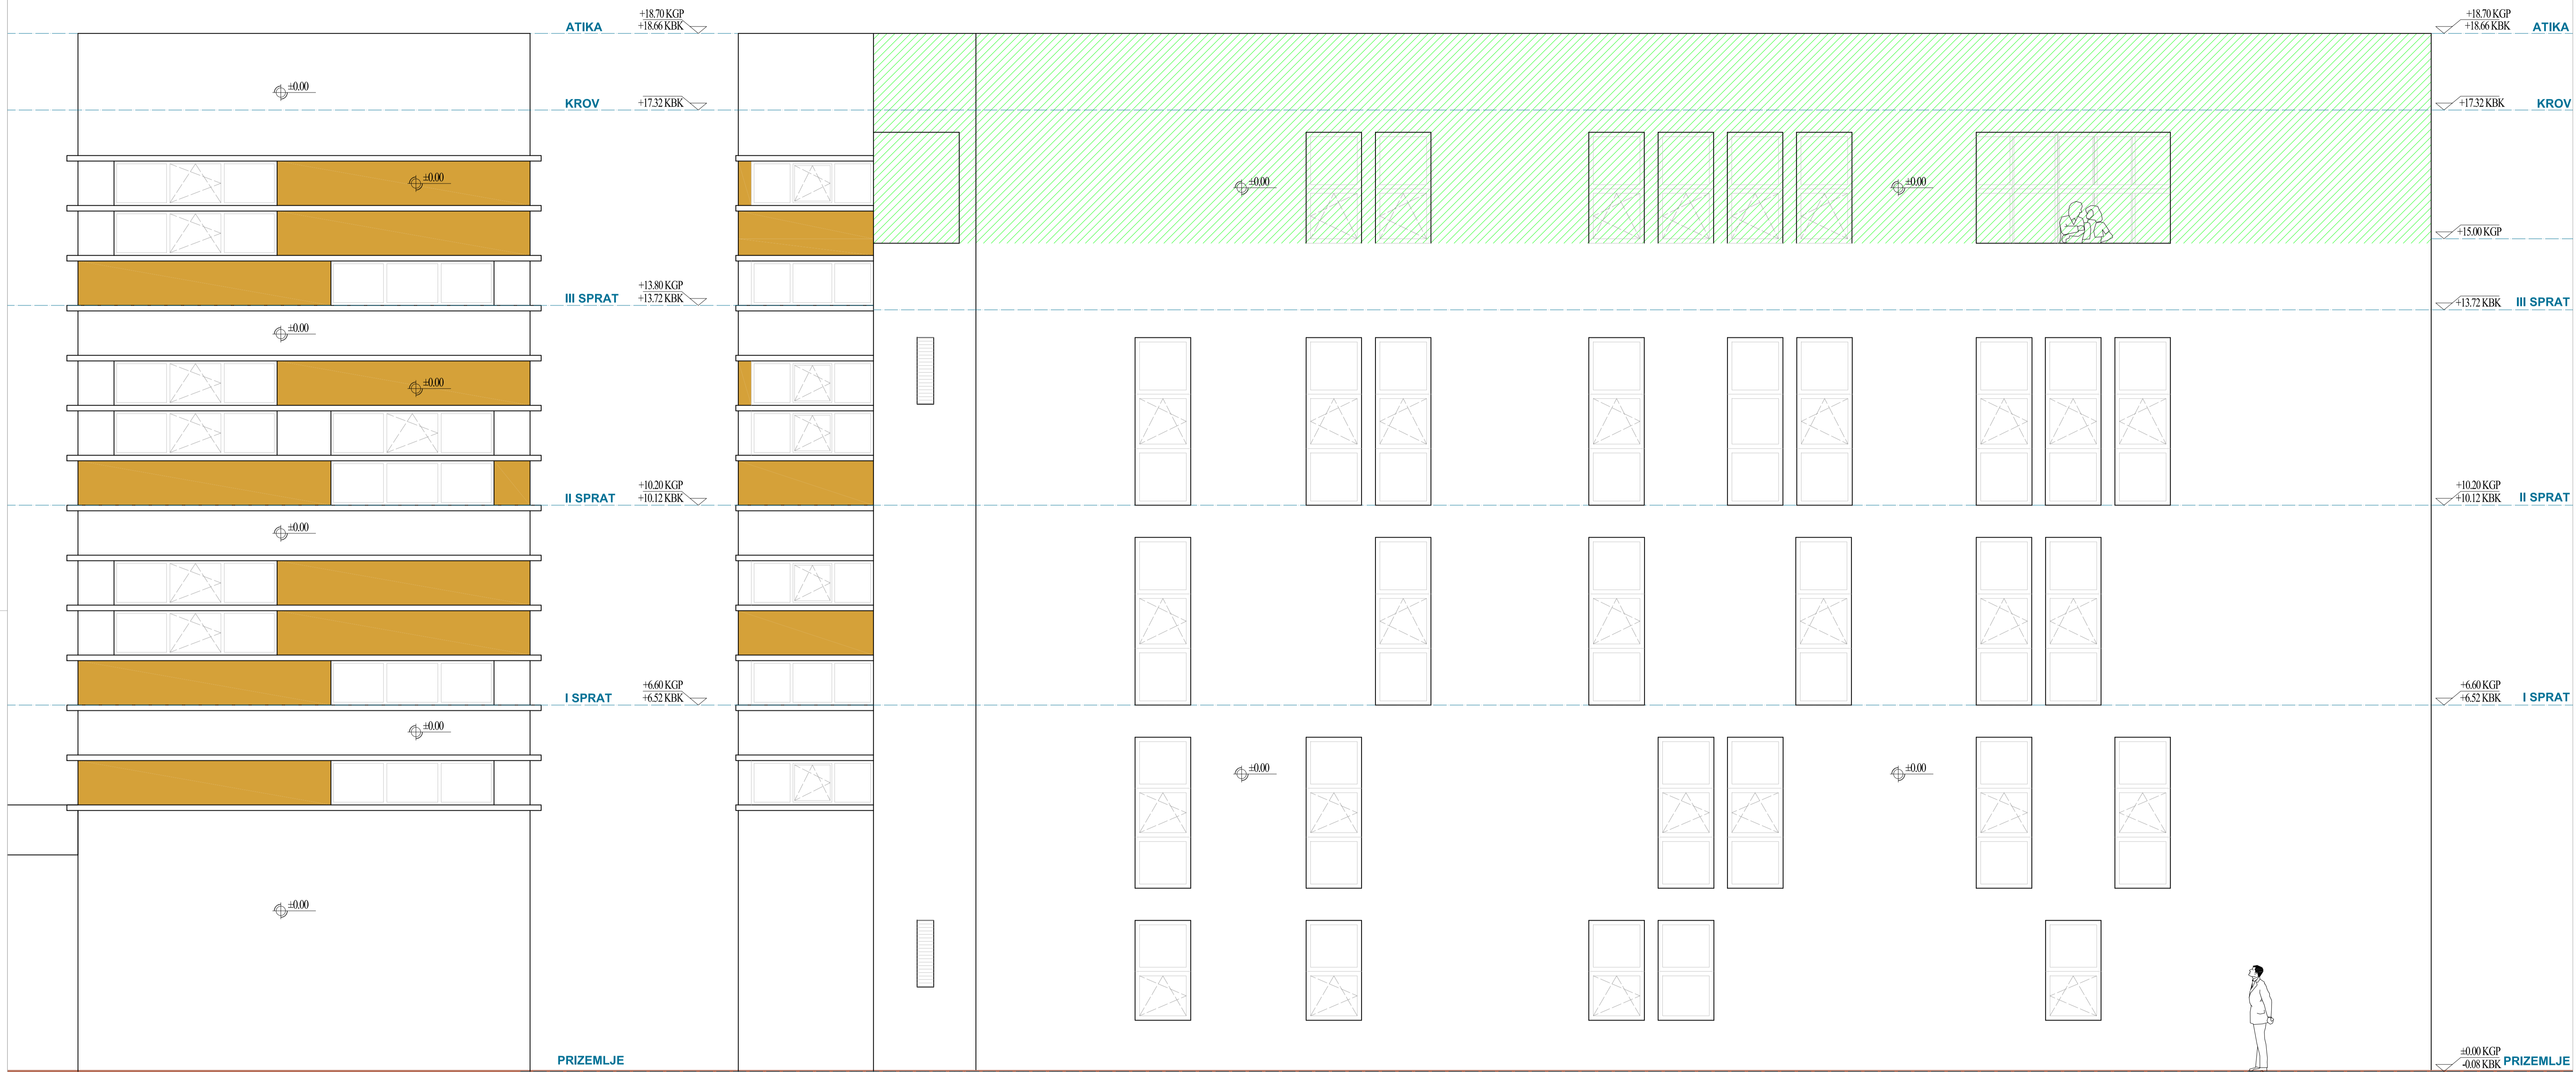 +18.70 KGP
ATIKA +18.66 KBK
+18.70 KGP
+18.66 KBK ATIKA
±0.00
KROV +17.32 KBK
+17.32 KBK KROV
±0.00
±0.00
±0.00
+15.00 KGP
+13.80 KGP
III SPRAT +13.72 KBK
+13.72 KBK III SPRAT
±0.00
±0.00
+10.20 KGP
II SPRAT +10.12 KBK
+10.20 KGP
+10.12 KBK II SPRAT
±0.00
+6.60 KGP
I SPRAT +6.52 KBK
+6.60 KGP
+6.52 KBK I SPRAT
±0.00
±0.00
±0.00
±0.00
PRIZEMLJE
±0.00 KGP
-0.08 KBK PRIZEMLJE